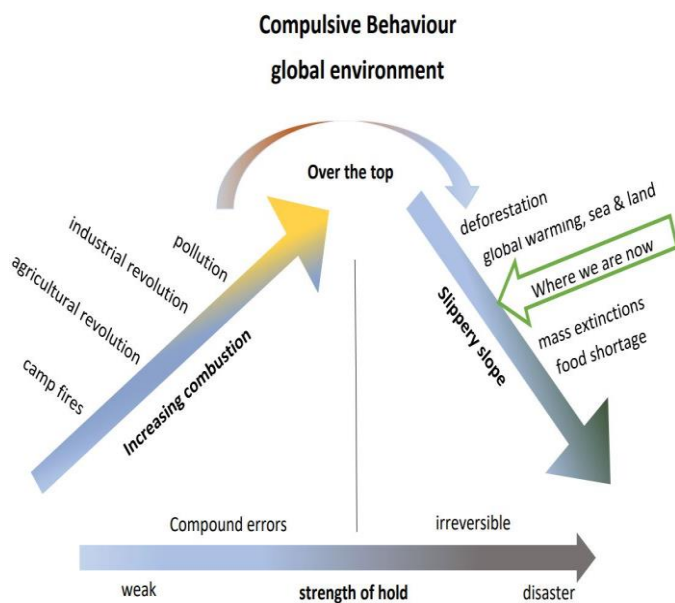 Compulsive Behaviour
global environment
Over the top
pollution
industrial revolution
agricultural revolution
camp fires
Increasing combustion
deforestation
global warming, sea & land
Where we are now
mass extinctions
food shortage
Slippery slope
Compound errors
irreversible
weak
strength of hold
disaster